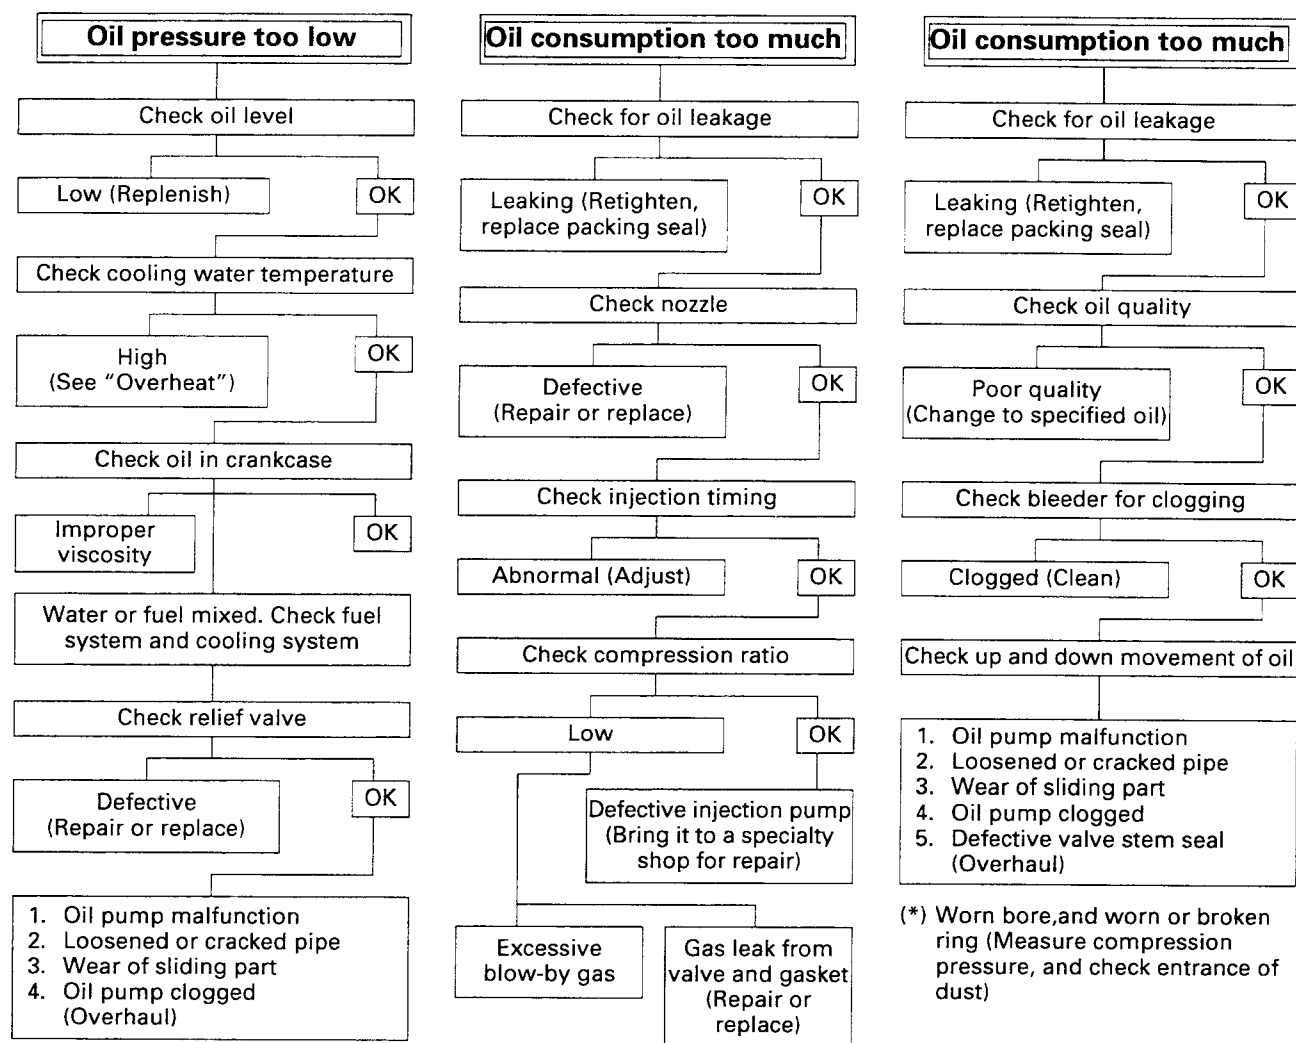 Oil pressure too low
Check oil level
Low (Replenish)
OK
Check cooling water temperature
High
(See “Overheat”)
OK
Check oil in crankcase
Improper
viscosity
OK
Water or fuel mixed. Check fuel
system and cooling system
Check relief valve
Defective
(Repair or replace)
OK
1. Oil pump malfunction
2. Loosened or cracked pipe
3. Wear of sliding part
4. Oil pump clogged
(Overhaul)
Oil consumption too much
Check for oil leakage
Leaking (Retighten,
replace packing seal)
OK
Check nozzle
Defective
(Repair or replace)
OK
Check injection timing
Abnormal (Adjust)
OK
Check compression ratio
Low
OK
Defective injection pump
(Bring it to a specialty
shop for repair)
Excessive
blow-by gas
Gas leak from
valve and gasket
(Repair or
replace)
Oil consumption too much
Check for oil leakage
Leaking (Retighten,
replace packing seal)
OK
Check oil quality
Poor quality
(Change to specified oil)
OK
Check bleeder for clogging
Clogged (Clean)
OK
Check up and down movement of oil
1. Oil pump malfunction
2. Loosened or cracked pipe
3. Wear of sliding part
4. Oil pump clogged
5. Defective valve stem seal
(Overhaul)
(*) Worn bore,and worn or broken
ring (Measure compression
pressure, and check entrance of
dust)